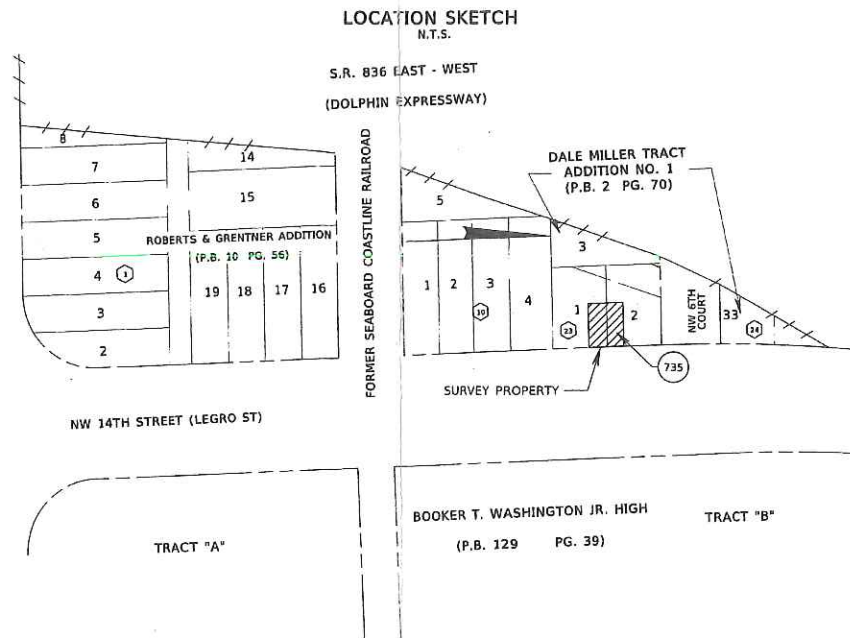 LOCATION SKETCH
N.T.S.
S.R. 836 EAST - WEST
(DOLPHIN EXPRESSWAY)
FORMER SEABOARD COASTLINE RAILROAD
8
7
6
5
4
1
3
2
14
15
ROBERTS & GRENTNER ADDITION
(P.B. 10 PG. 56)
19
18
17
16
DALE MILLER TRACT
ADDITION NO. 1
(P.B. 2 PG. 70)
5
3
1
2
3
4
10
1
2
23
NW 6TH
COURT
33
24
735
SURVEY PROPERTY
NW 14TH STREET (LEGRO ST)
TRACT "A"
BOOKER T. WASHINGTON JR. HIGH
(P.B. 129 PG. 39)
TRACT "B"